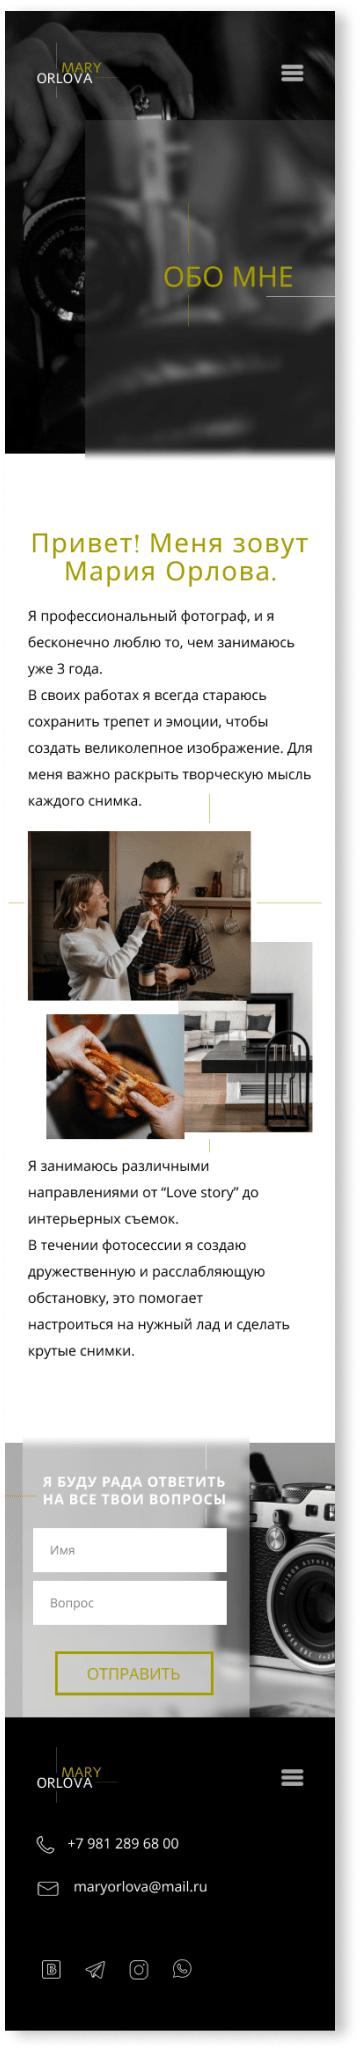 MARY
ORLOVA
ОБО МНЕ
Привет! Меня зовут
Мария Орлова.
Я профессиональный фотограф, и я
бесконечно люблю то, чем занимаюсь
уже 3 года.
В своих работах я всегда стараюсь
сохранить трепет и эмоции, чтобы
создать великолепное изображение. Для
меня важно раскрыть творческую мысль
каждого снимка.
Я занимаюсь различными
направлениями от “Love story” до
интерьерных съемок.
В течении фотосессии я создаю
дружественную и расслабляющую
обстановку, это помогает
настроиться на нужный лад и сделать
крутые снимки.
Я БУДУ РАДА ОТВЕТИТЬ
НА ВСЕ ТВОИ ВОПРОСЫ
Имя
Вопрос
ОТПРАВИТЬ
MARY
ORLOVA
+7 981 289 68 00
maryorlova@mail.ru